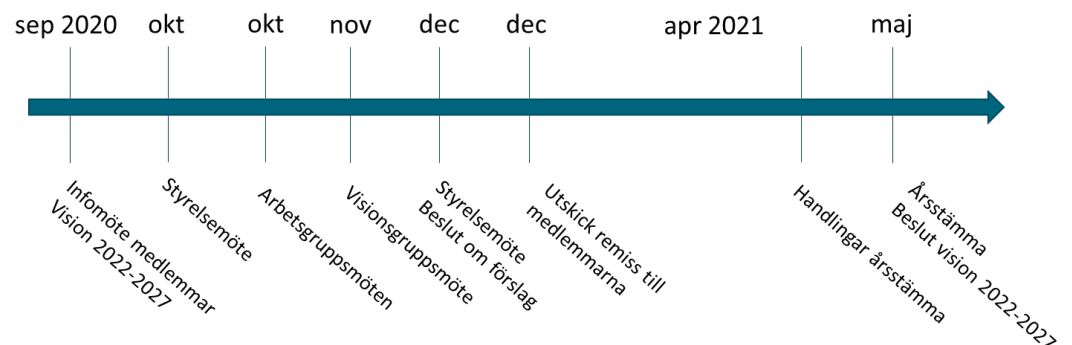 sep 2020 okt okt nov dec dec apr 2021 maj
Infomöte medlemmar
Vision 2022-2027
Styrelsemöte
Arbetsgruppsmöten
Visionsgruppsmöte
Styrelsemöte
Beslut om förslag
Utskick remiss till
medlemmarna
Handlingar årsstämma
Årsstämma
Beslut vision 2022-2027